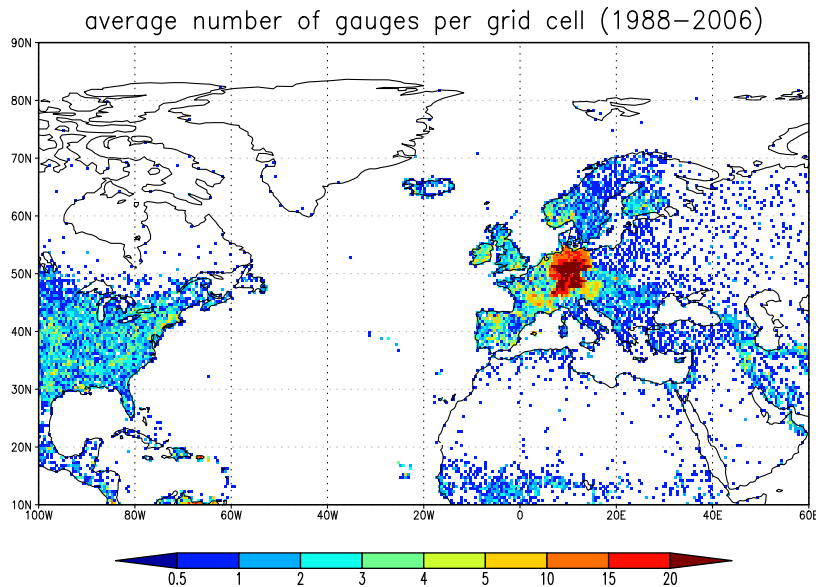 average number of gauges per grid cell (1988−2006)
90N
80N
70N
60N
50N
40N
30N
20N
10N
100W 80W 60W 40W 20W 0 20E 40E 60E
0.5 1 2 3 4 5 10 15 20